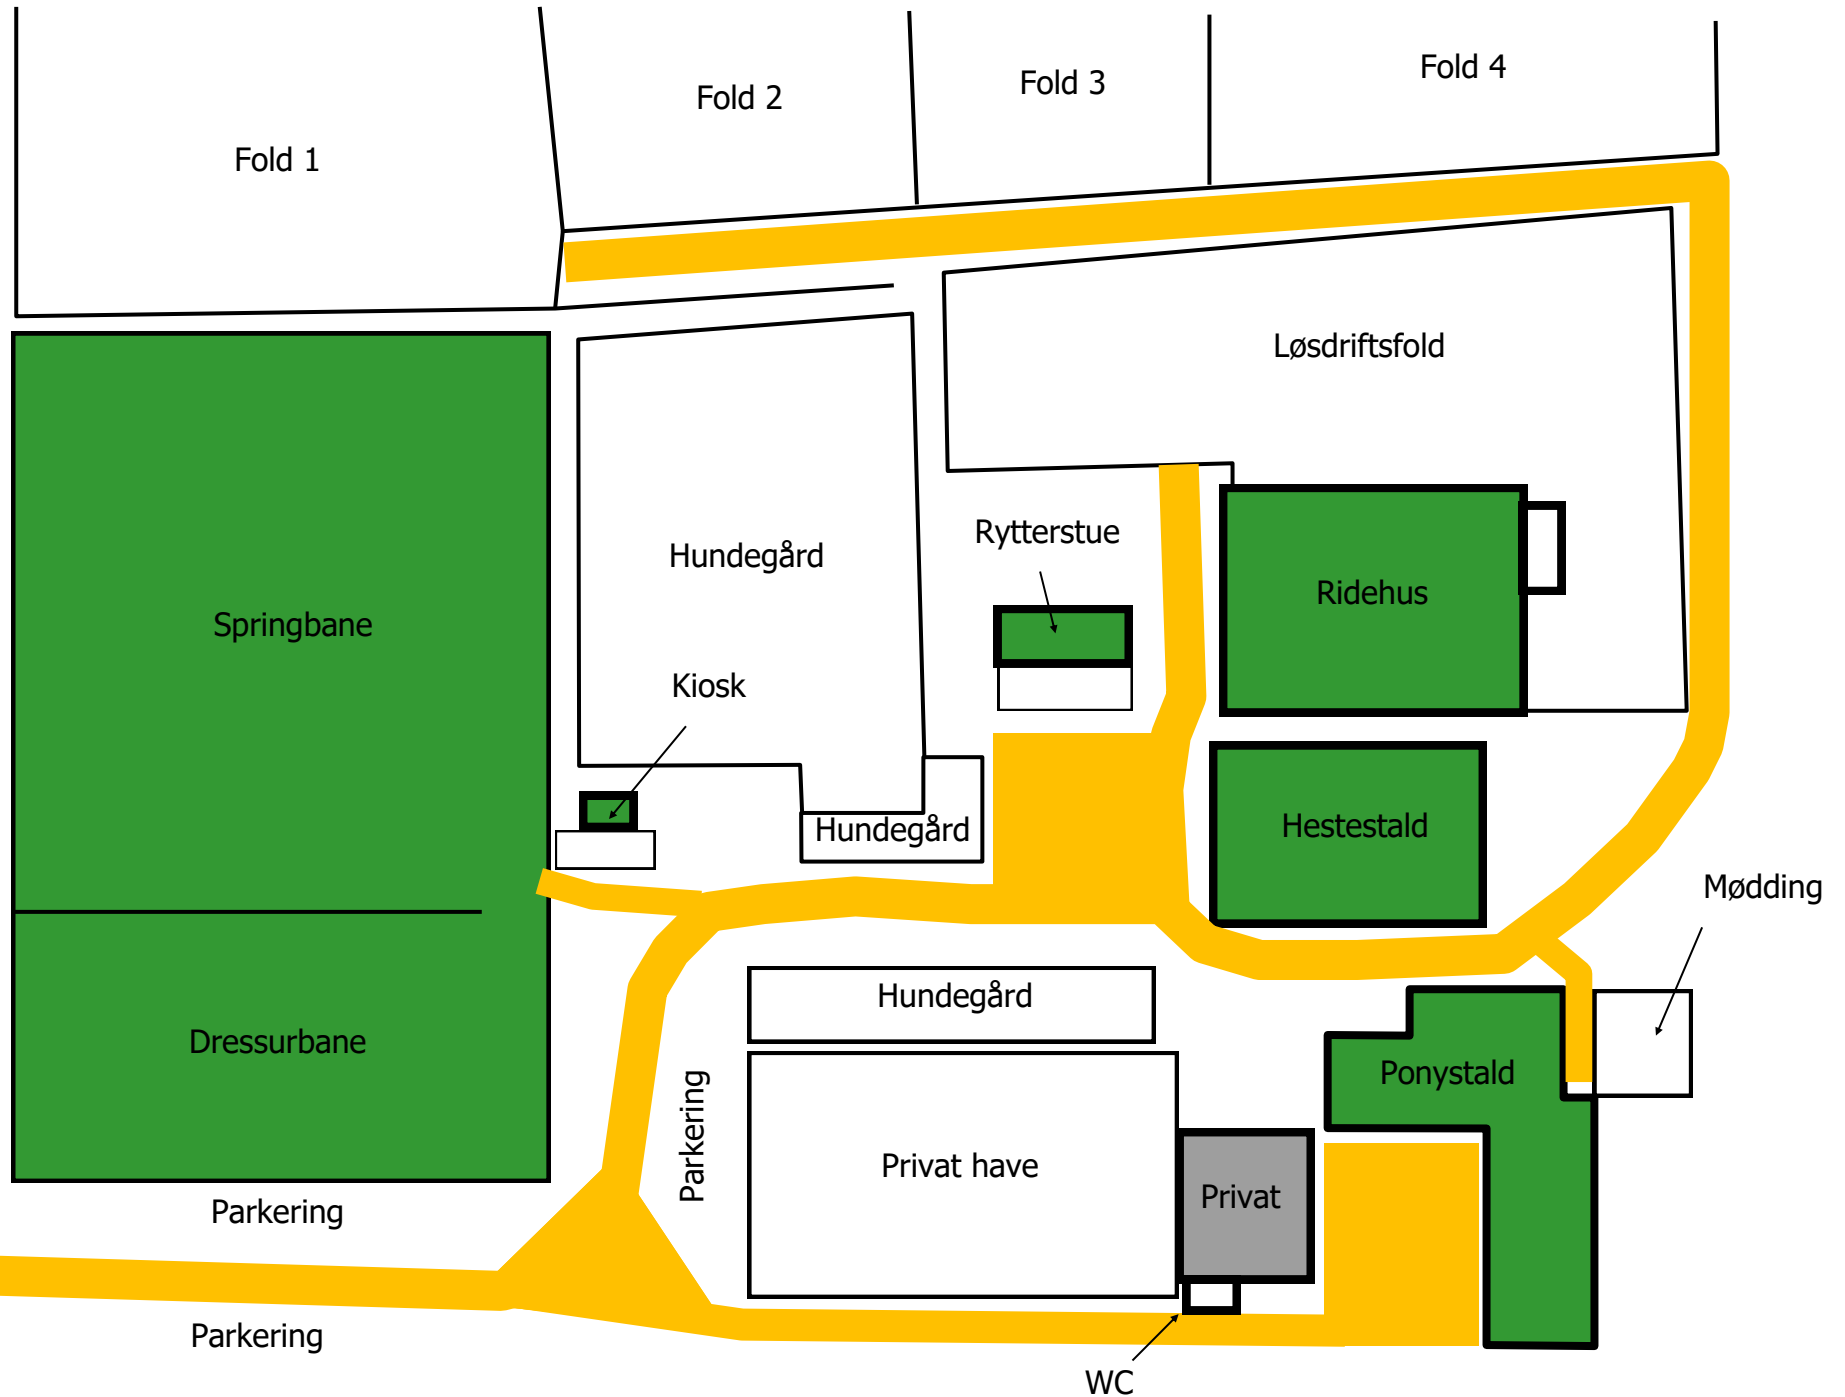 Fold 4
Fold 3
Fold 2
Fold 1
Løsdriftsfold
Rytterstue
Hundegård
Ridehus
Springbane
Kiosk
Hestestald
Hundegård
Mødding
Hundegård
Dressurbane
Ponystald
Parkering
Privat have
Privat
Parkering
Parkering
WC